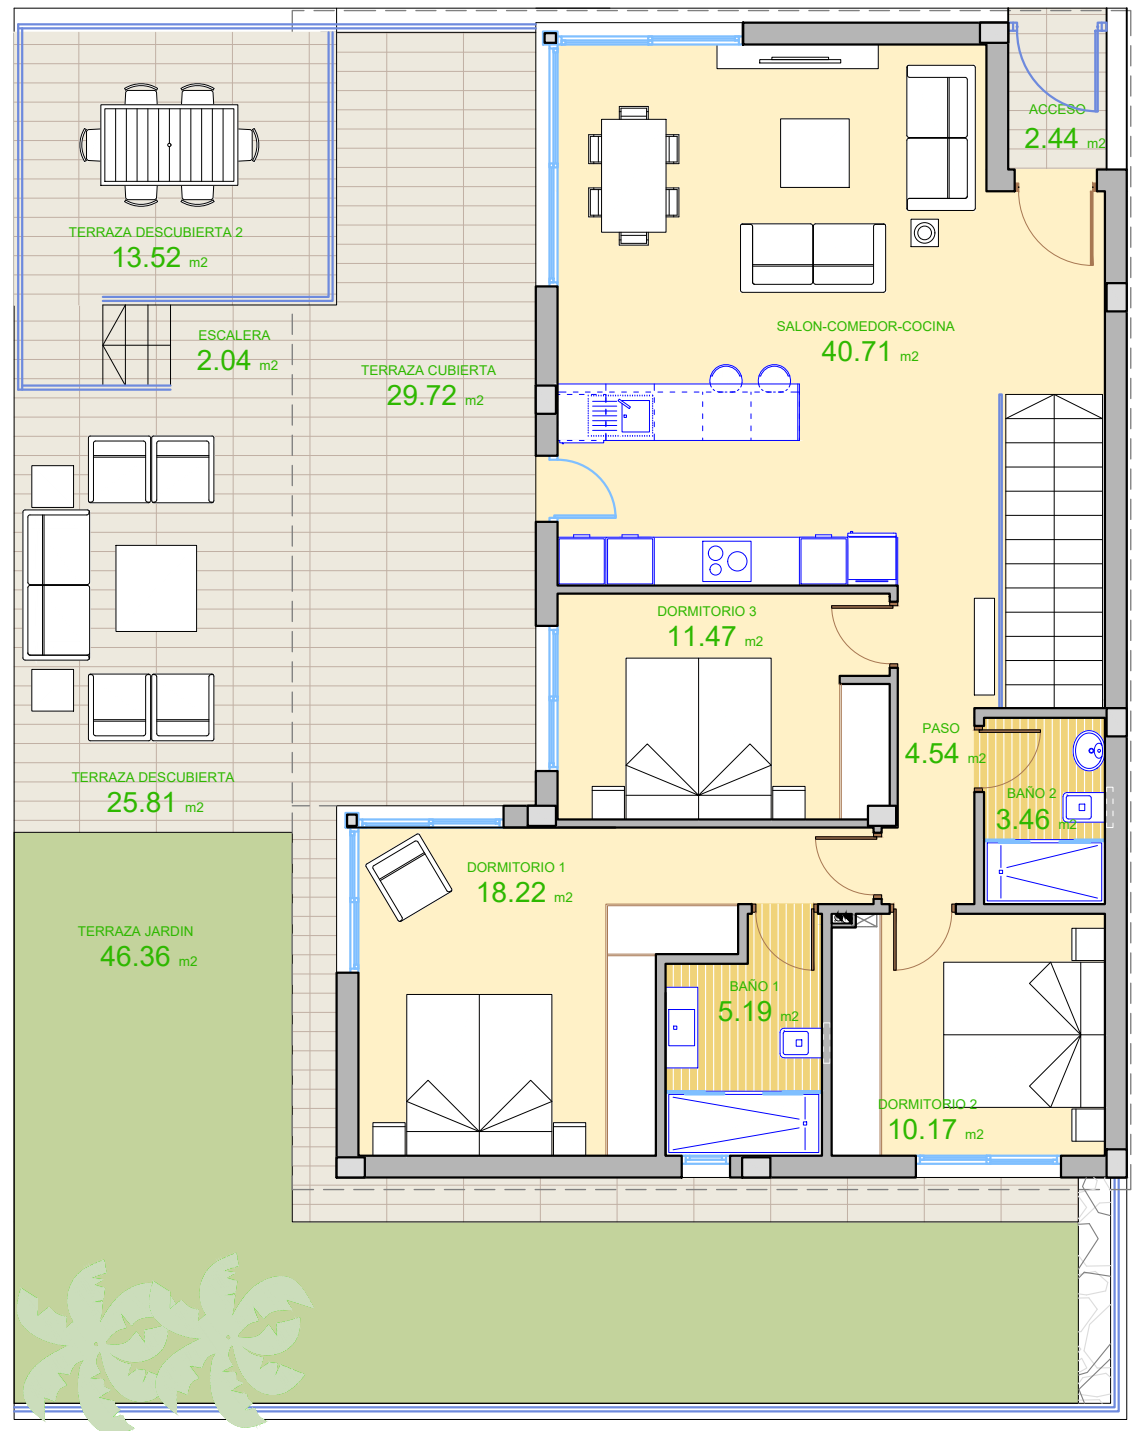 ACCESO
2.44 m2
TERRAZA DESCUBIERTA 2
13.52 m2
SALON-COMEDOR-COCINA
40.71 m2
ESCALERA
2.04 m2
TERRAZA CUBIERTA
29.72 m2
DORMITORIO 3
11.47 m2
PASO
4.54 m2
TERRAZA DESCUBIERTA
25.81 m2
BAÑO 2
3.46 m2
DORMITORIO 1
18.22 m2
TERRAZA JARDIN
46.36 m2
BAÑO 1
5.19 m2
DORMITORIO 2
10.17 m2